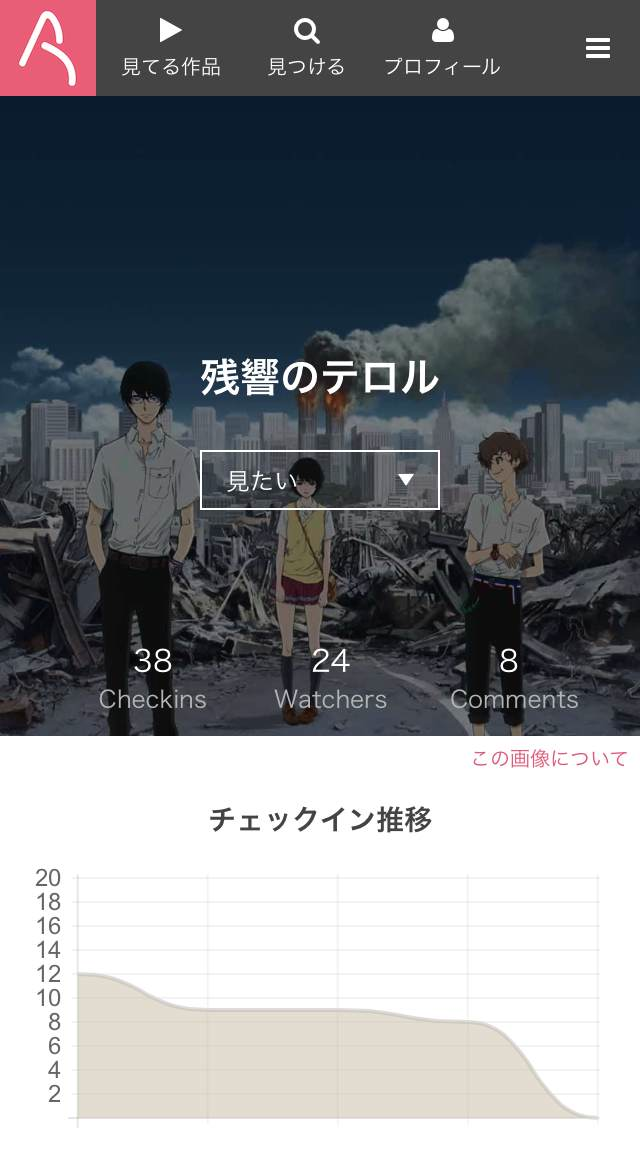 見てる作品
見つける
プロフィール
残響のテロル
見たい
38
24
8
Checkins
Watchers
Comments
この画像について
チェックイン推移
20
18
16
14
12
10
8
6
4
2